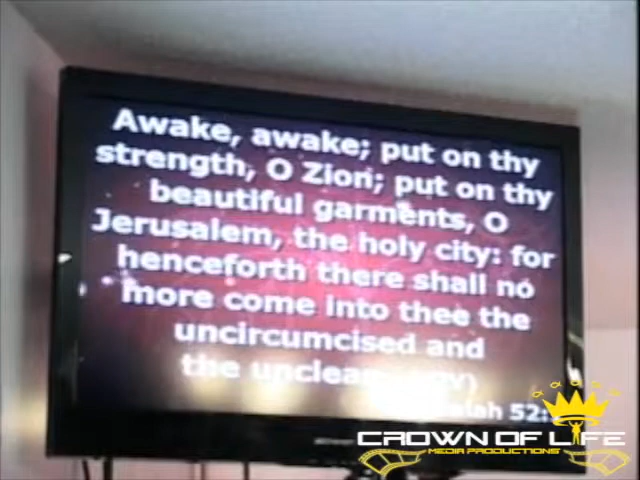 Awake, awake; put on thy
strength, O Zion; put on thy
beautiful garments, O
Jerusalem, the holy city: for
henceforth there shall no
more come into thee the
uncircumcised and
the
52:
CROWN OF LIFE
MEDIA PRODUCTIONS